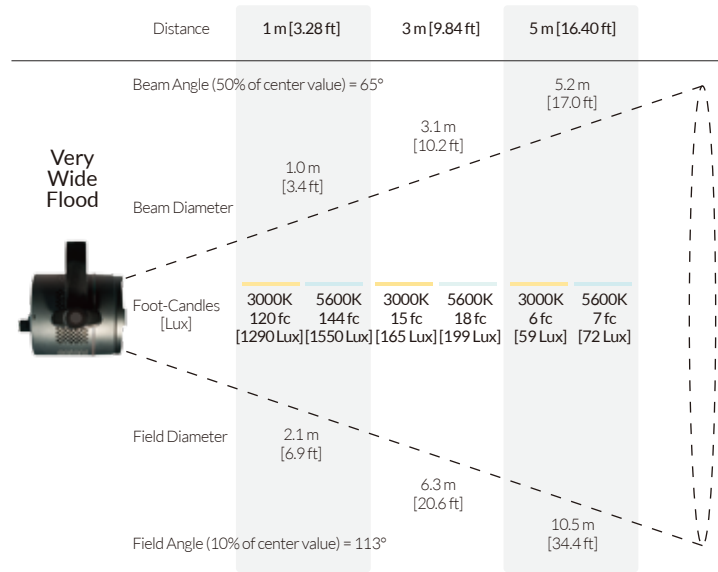 Distance 1 m [3.28 ft] 3 m [9.84 ft] 5 m [16.40 ft]
Beam Angle (50% of center value) = 65°
5.2 m
[17.0 ft]
3.1 m
[10.2 ft]
1.0 m
[3.4 ft]
Very
Wide
Flood
Beam Diameter
Foot-Candles
[Lux]
3000K 5600K 3000K 5600K 3000K 5600K
120 fc 144 fc 15 fc 18 fc 6 fc 7 fc
[1290 Lux] [1550 Lux] [165 Lux] [199 Lux] [59 Lux] [72 Lux]
Field Diameter
2.1 m
[6.9 ft]
6.3 m
[20.6 ft]
10.5 m
[34.4 ft]
Field Angle (10% of center value) = 113°